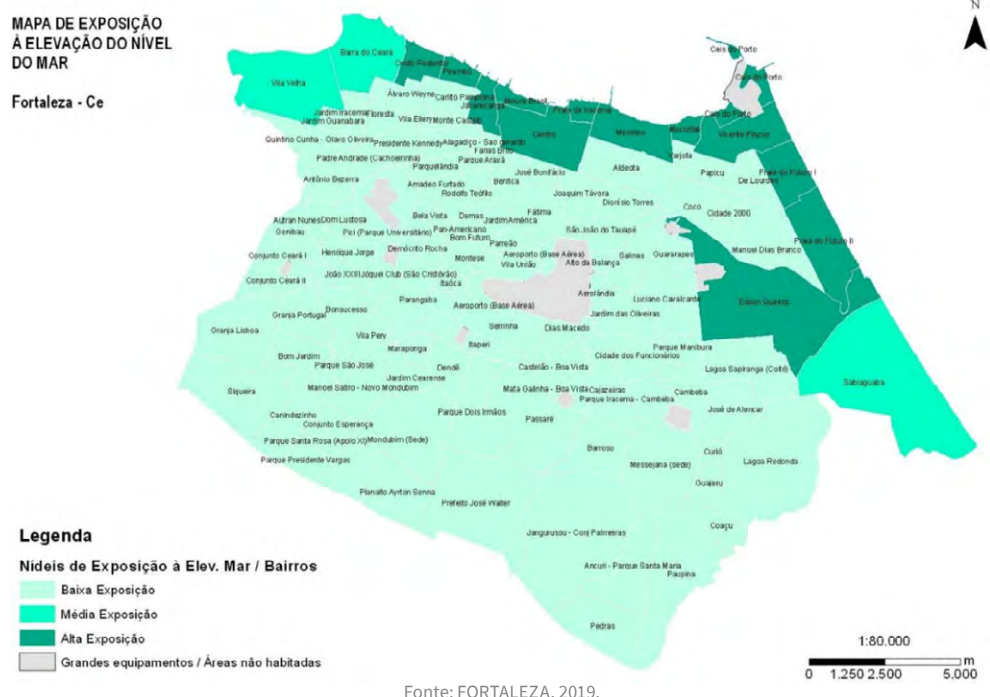 MAPA DE EXPOSIÇÃO
À ELEVAÇÃO DO NÍVEL
DO MAR
Fortaleza - Ce
N
Cais do Porto
Barra do Ceará
Cristo Redentor
Pirambú
Cais do Porto
Vila Velha
Álvaro Weyne
Carlito Pamplona
Jacarecanga
Moura Brasil
Praia de Iracema
Cais do Porto
Jardim Iracema
Floresta
Jardim Guanabara
Vila Ellery
Monte Castelo
Centro
Meireles
Mucuripe
Vicente Pinzon
Quintino Cunha - Olavo Oliveira
Presidente Kennedy
Alagadiço - São gerardo
Farias Brito
Varjota
Padre Andrade (Cachoeirinha)
Parque Araxá
Parquelândia
José Bonifácio
Aldeota
Papicu
Praia do Futuro I
De Lourdes
Antônio Bezerra
Amadeo Furtado
Benfica
Rodolfo Teófilo
Joaquim Távora
Dionísio Torres
Coco
Cidade 2000
Autran Nunes
Dom Lustosa
Bela Vista
Damas
Jardim América
Fátima
Genibau
Pici (Parque Universitário)
Pan-Americano
Bom Futuro
São João do Tauapé
Praia do Futuro II
Parreão
Conjunto Ceará I
Henrique Jorge
Demócrito Rocha
Montese
Aeroporto (Base Aérea)
Vila União
Alto da Balança
Salinas
Guararapes
Manuel Dias Branco
Conjunto Ceará II
João XXIII
Jóquei Club (São Cristóvão)
Itaóca
Parangaba
Aeroporto (Base Aérea)
Aerolândia
Luciano Cavalcante
Edson Queiroz
Granja Portugal
Bonsucesso
Jardim das Oliveiras
Granja Lisboa
Vila Pery
Serrinha
Dias Macedo
Itaperi
Maraponga
Parque Manibura
Bom Jardim
Cidade dos Funcionários
Parque São José
Dendê
Castelão - Boa Vista
Lagoa Sapiranga (Coité)
Jardim Cearense
Sabiaguaba
Siqueira
Manoel Satiro - Novo Mondubim
Mata Galinha - Boa Vista
Cajazeiras
Cambeba
Parque Iracema - Cambeba
Canindezinho
Parque Dois Irmãos
Passaré
José de Alencar
Conjunto Esperança
Parque Santa Rosa (Apolo XI)
Mondubim (Sede)
Barroso
Curió
Parque Presidente Vargas
Messejana (sede)
Lagoa Redonda
Guajeru
Planalto Ayrton Senna
Prefeito José Walter
Jangurussu - Conj Palmeiras
Coaçu
Ancuri - Parque Santa Maria
Paupina
Pedras
Legenda
Nídeis de Exposição à Elev. Mar / Bairros
Baixa Exposição
Média Exposição
Alta Exposição
Grandes equipamentos / Áreas não habitadas
1:80.000
m
0 1.250 2.500 5.000
Fonte: FORTALEZA, 2019.